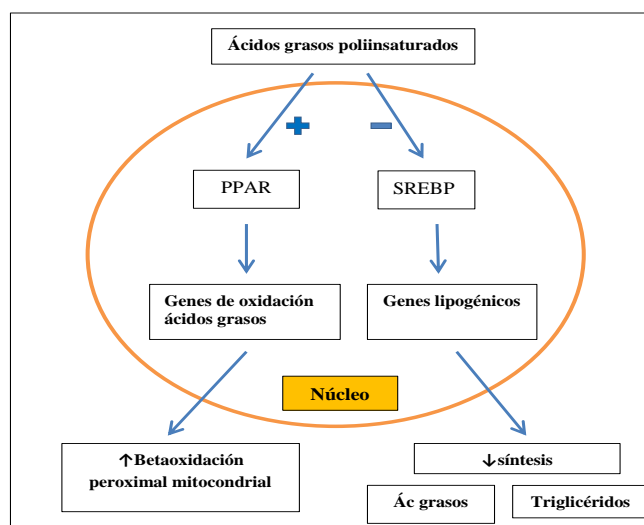 Ácidos grasos poliinsaturados
PPAR
SREBP
Genes de oxidación
ácidos grasos
Genes lipogénicos
Núcleo
↑Betaoxidación
peroximal mitocondrial
↓síntesis
Ác grasos
Triglicéridos